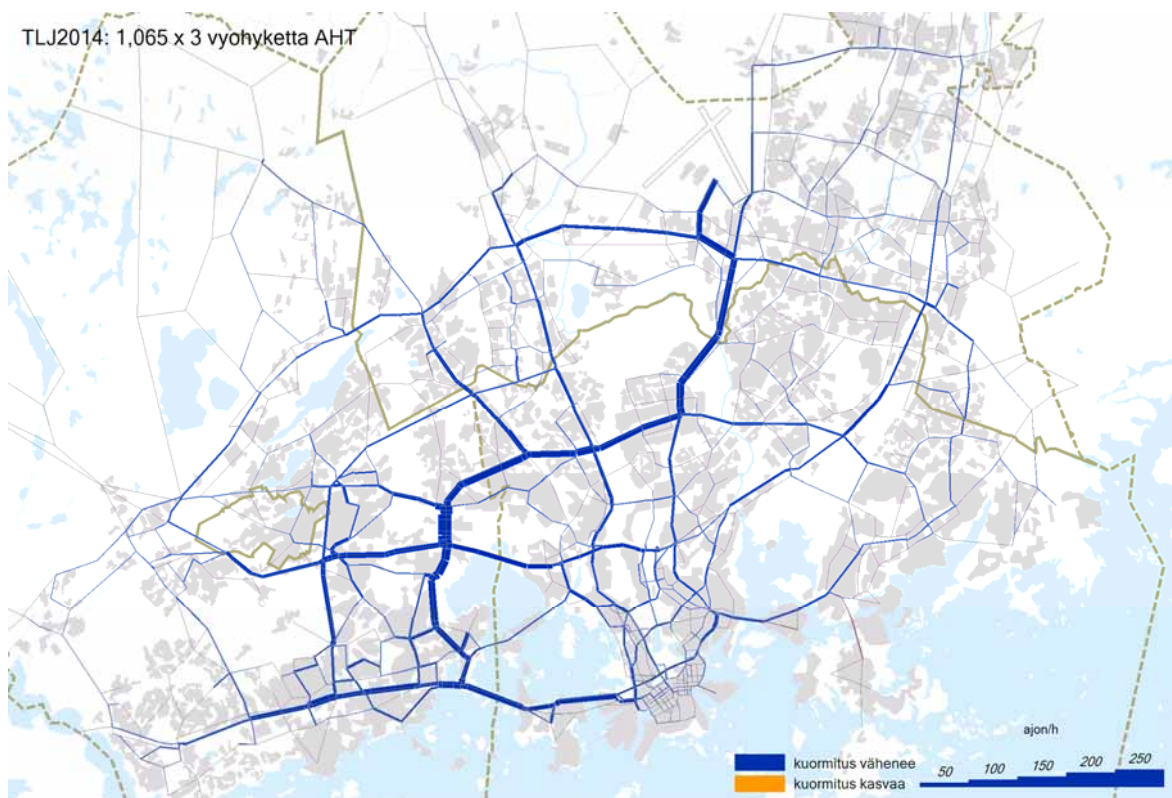 TLJ2014: 1,065 x 3 vyohyketta AHT
ajon/h
kuormitus vähenee
kuormitus kasvaa
50 100 150 200 250